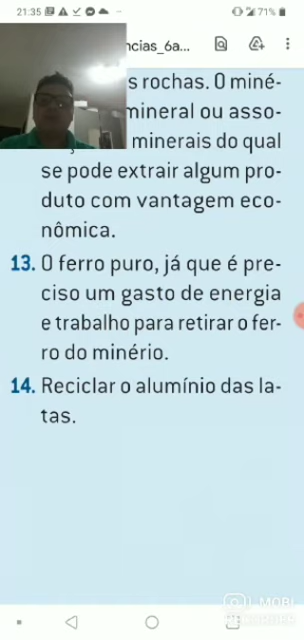 21:35
71%
ncias_6a...
s rochas. O miné-
mineral ou asso-
minerais do qual
se pode extrair algum pro-
duto com vantagem eco-
nômica.
13. O ferro puro, já que é pre-
ciso um gasto de energia
e trabalho para retirar o fer-
ro do minério.
14. Reciclar o alumínio das la-
tas.